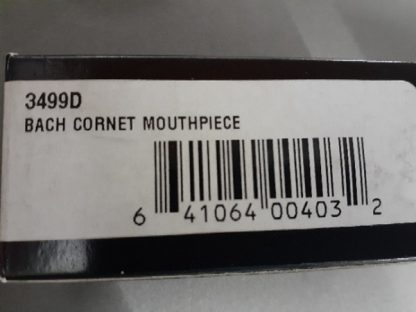 3499D
BACH CORNET MOUTHPIECE
6 41064 00403 2